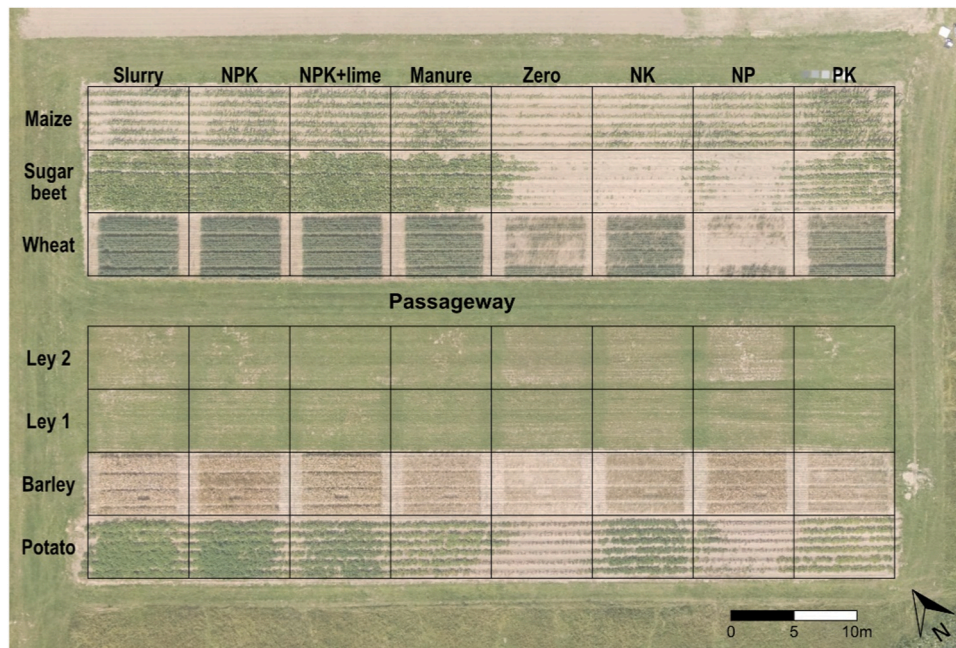 Slurry NPK NPK+lime Manure Zero NK NP PK
Maize
Sugar
beet
Wheat
Passageway
Ley 2
Ley 1
Barley
Potato
0 5 10m
N